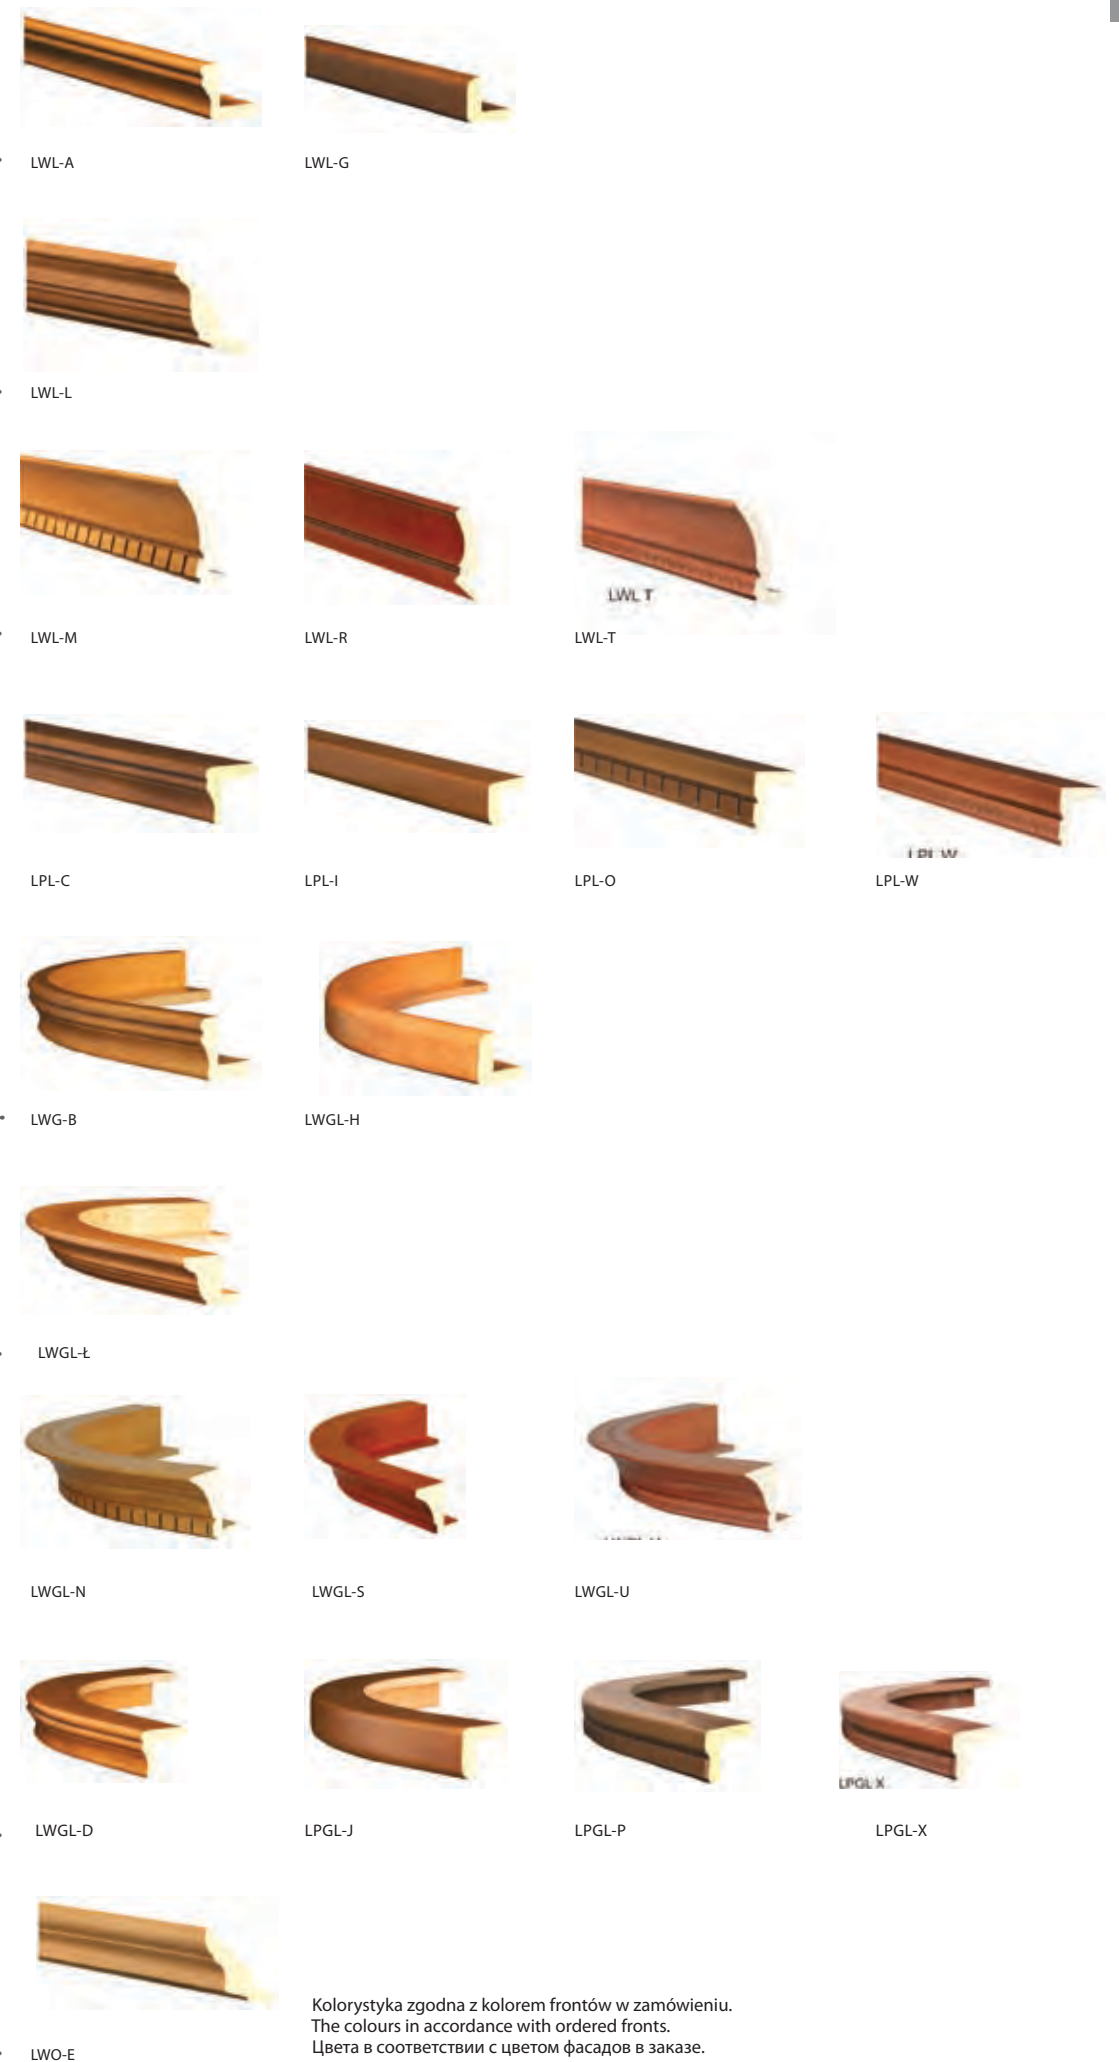 LWL-A
LWL-G
LWL-L
LWL T
LWL-M
LWL-R
LWL-T
LPL W
LPL-C
LPL-I
LPL-O
LPL-W
LWG-B
LWGL-H
LWGL-Ł
LWGL-N
LWGL-S
LWGL-U
LPGL X
LWGL-D
LPGL-J
LPGL-P
LPGL-X
Kolorystyka zgodna z kolorem frontów w zamówieniu.
The colours in accordance with ordered fronts.
Цвета в соответствии с цветом фасадов в заказе.
LWO-E